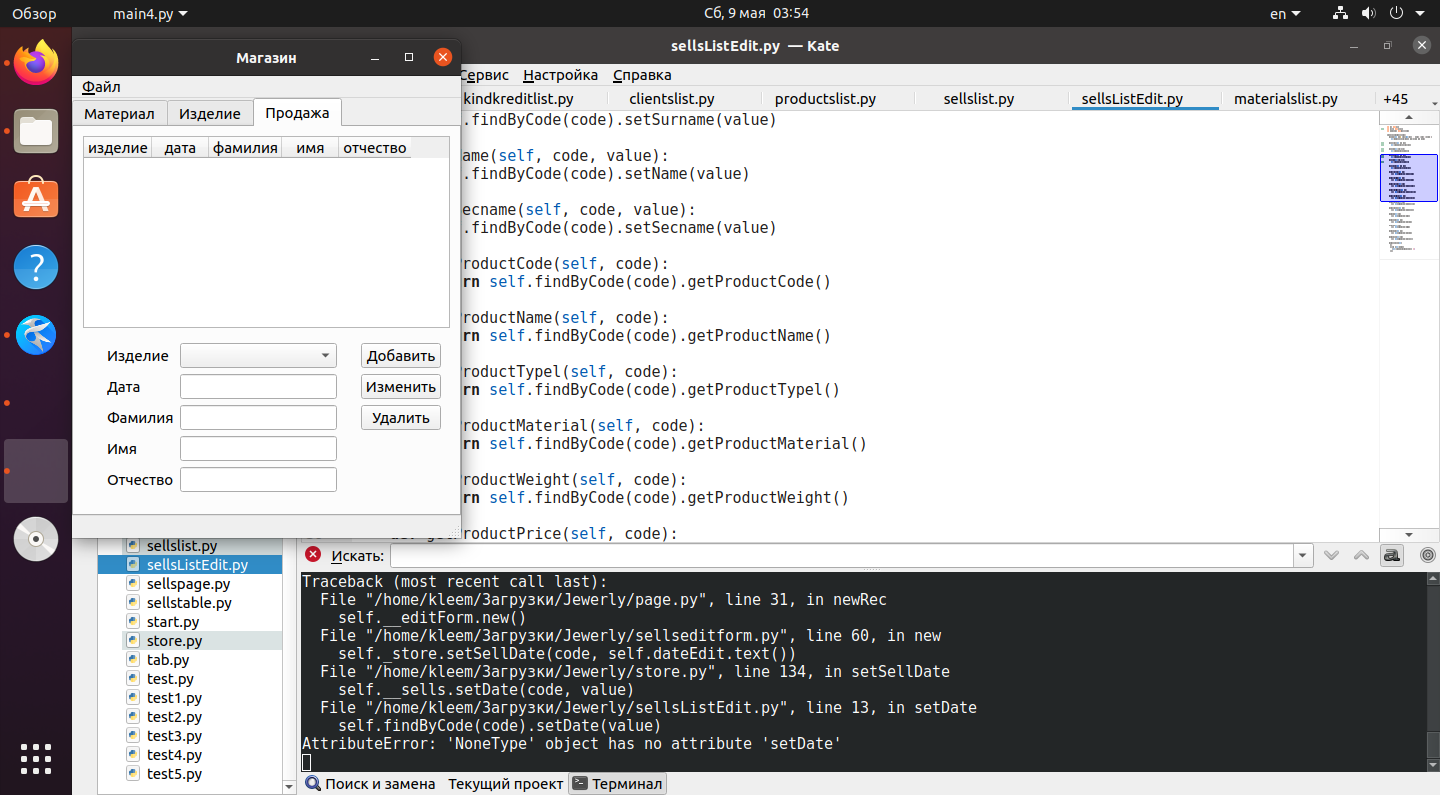 Обзор
main4.py
Сб, 9 мая 03:54
en
Магазин
Файл
Материал Изделие Продажа
изделие дата фамилия имя отчество
Изделие Добавить
Дата Изменить
Фамилия Удалить
Имя
Отчество
sellsListEdit.py — Kate
Сервис Настройка Справка
kindkreditlist.py clientslist.py productslist.py sellslist.py sellsListEdit.py materialslist.py +45
.findByCode(code).setSurname(value)
ame(self, code, value):
.findByCode(code).setName(value)
ecname(self, code, value):
.findByCode(code).setSecname(value)
roductCode(self, code):
rn self.findByCode(code).getProductCode()
roductName(self, code):
rn self.findByCode(code).getProductName()
roductTypel(self, code):
rn self.findByCode(code).getProductTypel()
roductMaterial(self, code):
rn self.findByCode(code).getProductMaterial()
roductWeight(self, code):
rn self.findByCode(code).getProductWeight()
roductPrice(self, code):
sellslist.py
sellsListEdit.py
sellspage.py
sellstable.py
start.py
store.py
tab.py
test.py
test1.py
test2.py
test3.py
test4.py
test5.py
Искать:
Traceback (most recent call last):
File "/home/kleem/Загрузки/Jewerly/page.py", line 31, in newRec
self.__editForm.new()
File "/home/kleem/Загрузки/Jewerly/sellseditform.py", line 60, in new
self._store.setSellDate(code, self.dateEdit.text())
File "/home/kleem/Загрузки/Jewerly/store.py", line 134, in setSellDate
self.__sells.setDate(code, value)
File "/home/kleem/Загрузки/Jewerly/sellsListEdit.py", line 13, in setDate
self.findByCode(code).setDate(value)
AttributeError: 'NoneType' object has no attribute 'setDate'
Поиск и замена Текущий проект Терминал